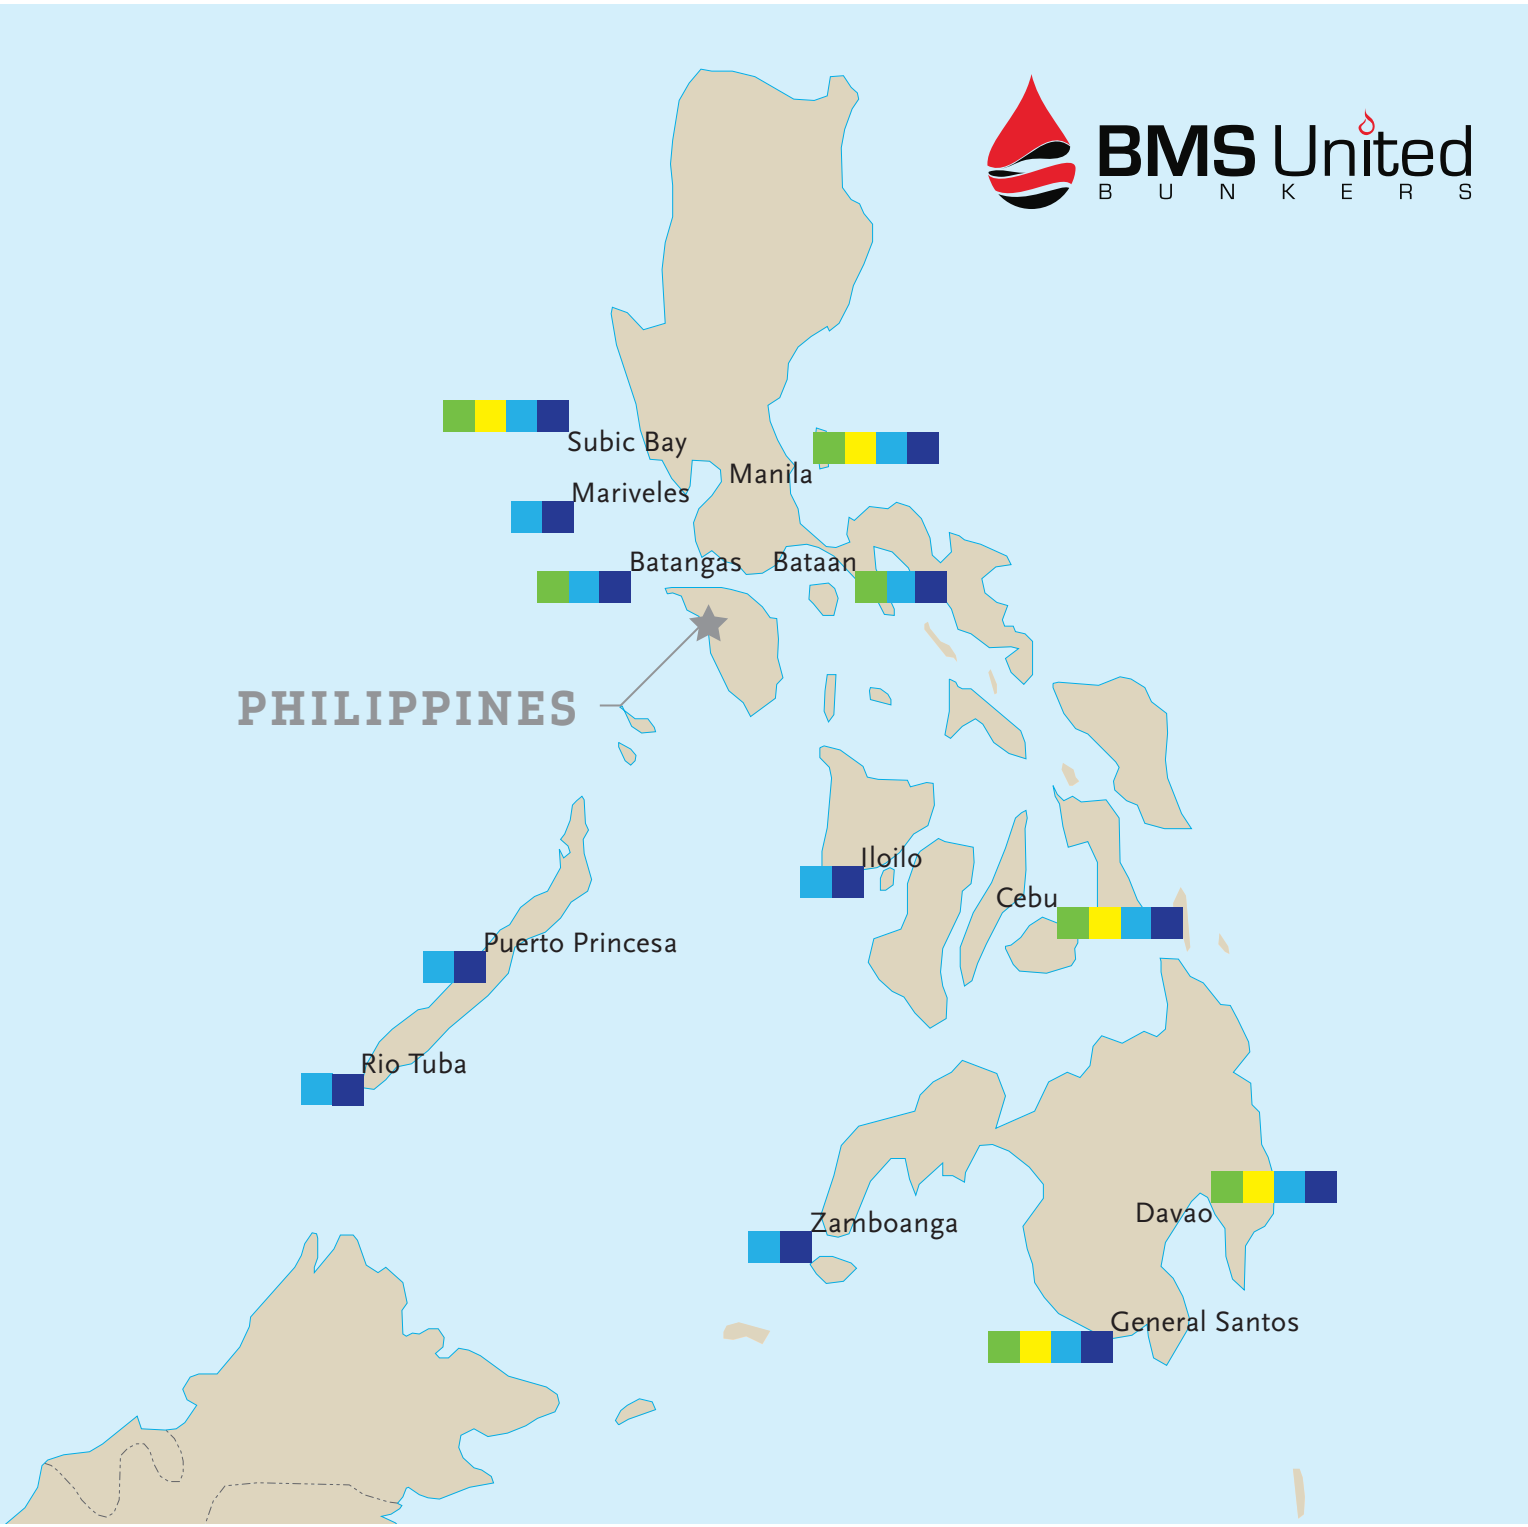 BMS United
BUNKERS
Subic Bay
Manila
Mariveles
Batangas
Bataan
PHILIPPINES
Iloilo
Cebu
Puerto Princesa
Rio Tuba
Davao
Zamboanga
General Santos